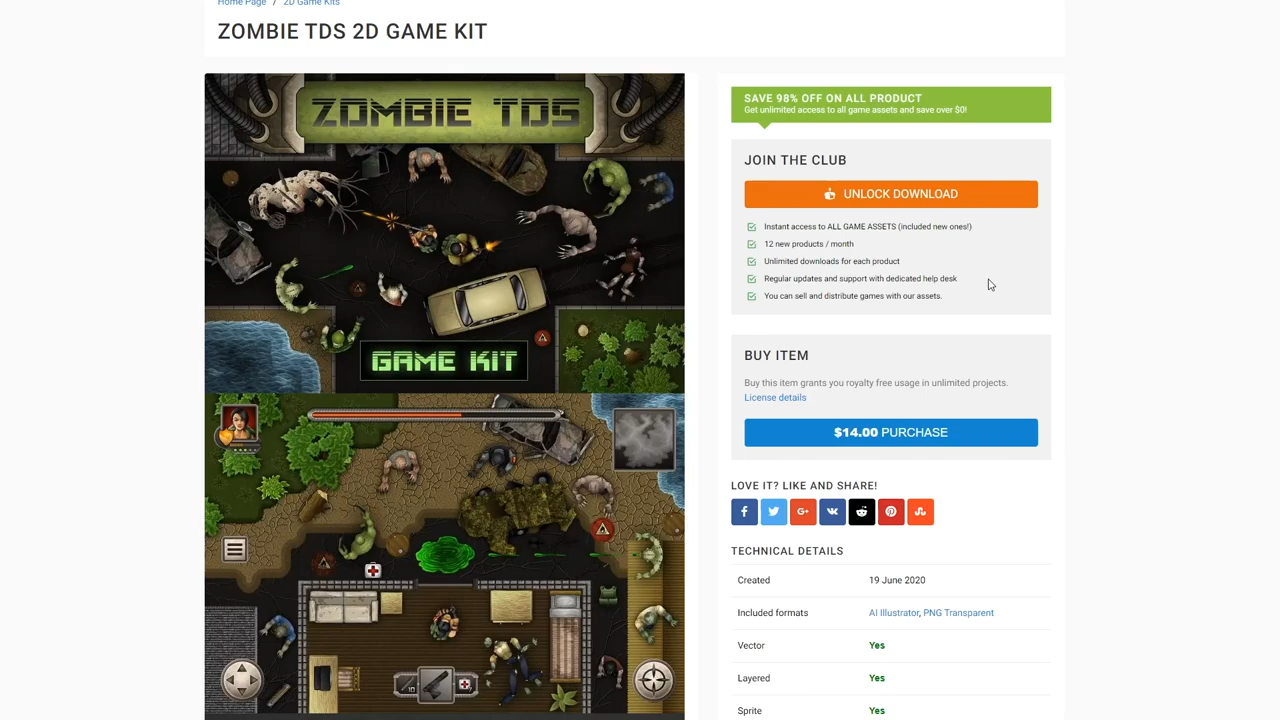 Home Page / 2D Game Kits
ZOMBIE TDS 2D GAME KIT
ZOMBIE TDS
GAME KIT
SAVE 98% OFF ON ALL PRODUCT
Get unlimited access to all game assets and save over $0!
JOIN THE CLUB
UNLOCK DOWNLOAD
Instant access to ALL GAME ASSETS (included new ones!)
12 new products / month
Unlimited downloads for each product
Regular updates and support with dedicated help desk
You can sell and distribute games with our assets.
BUY ITEM
Buy this item grants you royalty free usage in unlimited projects.
License details
$14.00 PURCHASE
LOVE IT? LIKE AND SHARE!
TECHNICAL DETAILS
Created 19 June 2020
Included formats AI Illustrator, PNG Transparent
Vector Yes
Layered Yes
Sprite Yes